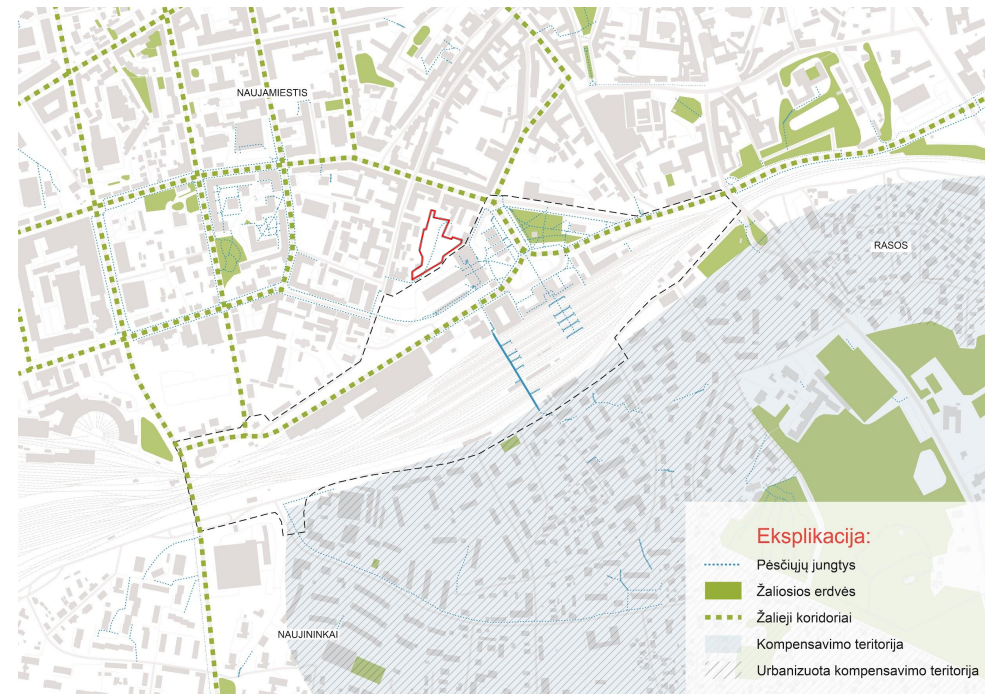 NAUJAMIESTIS
RASOS
NAUJININKAI
Eksplikacija:
Pėsčiųjų jungtys
Žaliosios erdvės
Žalieji koridoriai
Kompensavimo teritorija
Urbanizuota kompensavimo teritorija